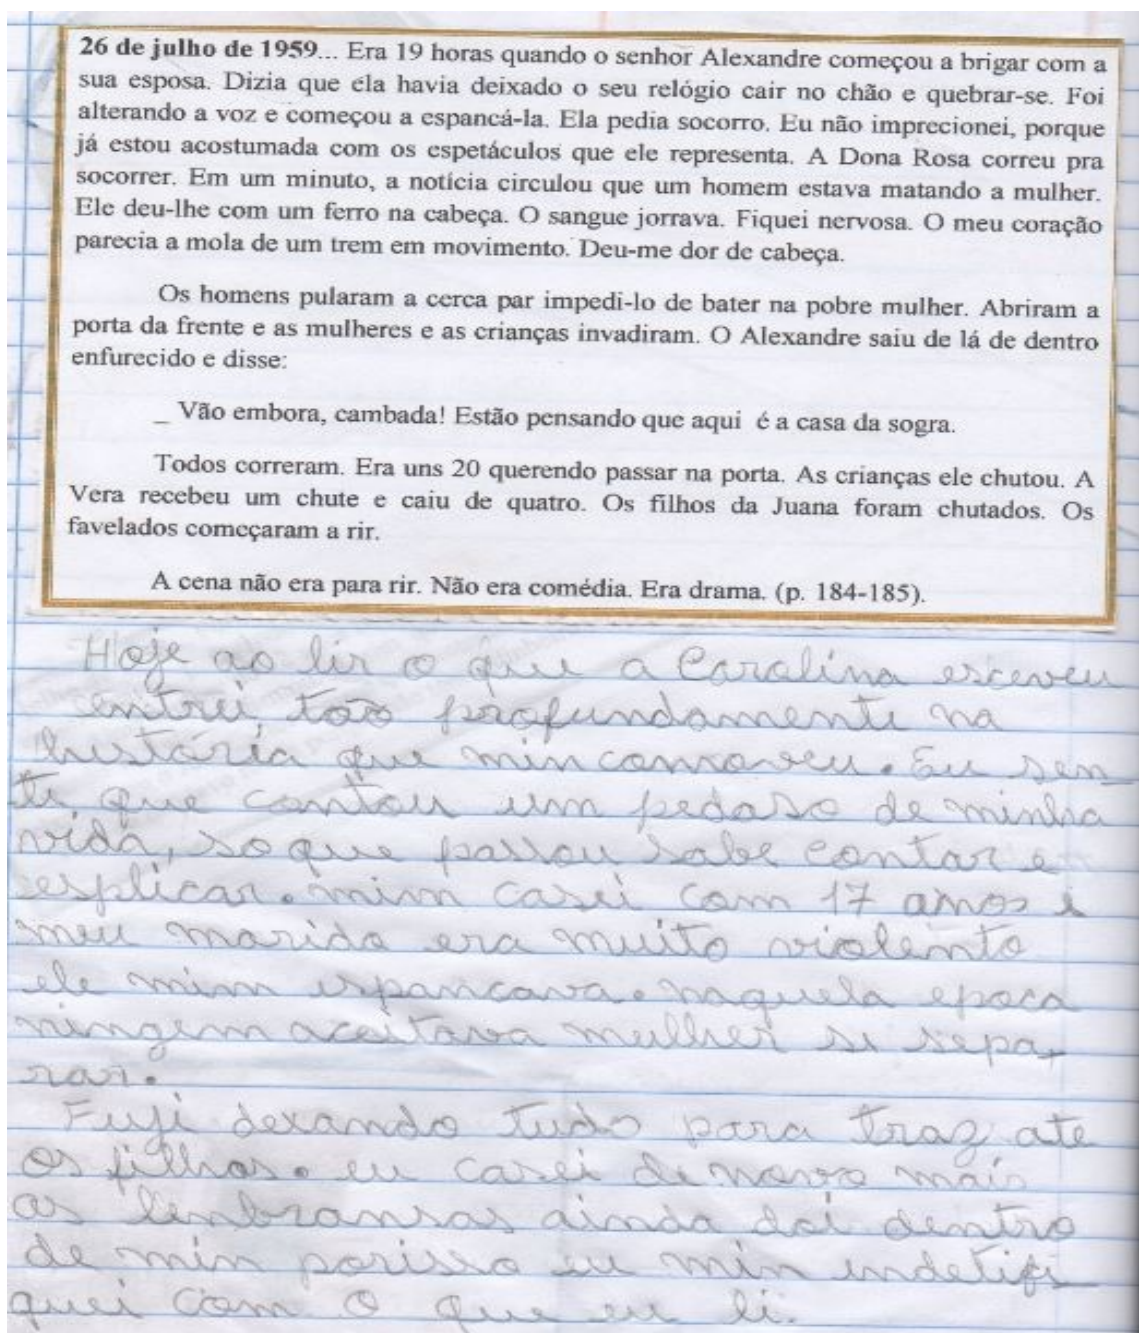 26 de julho de 1959... Era 19 horas quando o senhor Alexandre começou a brigar com a
sua esposa. Dizia que ela havia deixado o seu relógio cair no chão e quebrar-se. Foi
alterando a voz e começou a espancá-la. Ela pedia socorro. Eu não imprecionei, porque
já estou acostumada com os espetáculos que ele representa. A Dona Rosa correu pra
socorrer. Em um minuto, a notícia circulou que um homem estava matando a mulher.
Ele deu-lhe com um ferro na cabeça. O sangue jorrava. Fiquei nervosa. O meu coração
parecia a mola de um trem em movimento. Deu-me dor de cabeça.
Os homens pularam a cerca par impedi-lo de bater na pobre mulher. Abriram a
porta da frente e as mulheres e as crianças invadiram. O Alexandre saiu de lá de dentro
enfurecido e disse:
_ Vão embora, cambada! Estão pensando que aqui é a casa da sogra.
Todos correram. Era uns 20 querendo passar na porta. As crianças ele chutou. A
Vera recebeu um chute e caiu de quatro. Os filhos da Juana foram chutados. Os
favelados começaram a rir.
A cena não era para rir. Não era comédia. Era drama. (p. 184-185).
Hoje ao lir o que a Carolina esceveu
entrei tão profundamente na
história que min comoveu. Eu sen
ti que contou um pedaso de minha
vida, so que passou sabe contar e
esplicar. mim casei com 17 anos i
meu marido era muito violento
ele mim espancava. naquela epoca
ningem aceitava mulher si sepa
rar.
Fuji dexando tudo para traz ate
os filhos. eu casei de novo mais
as lembransas ainda doi dentro
de min porisso eu min indetifi
quei com o que eu li.